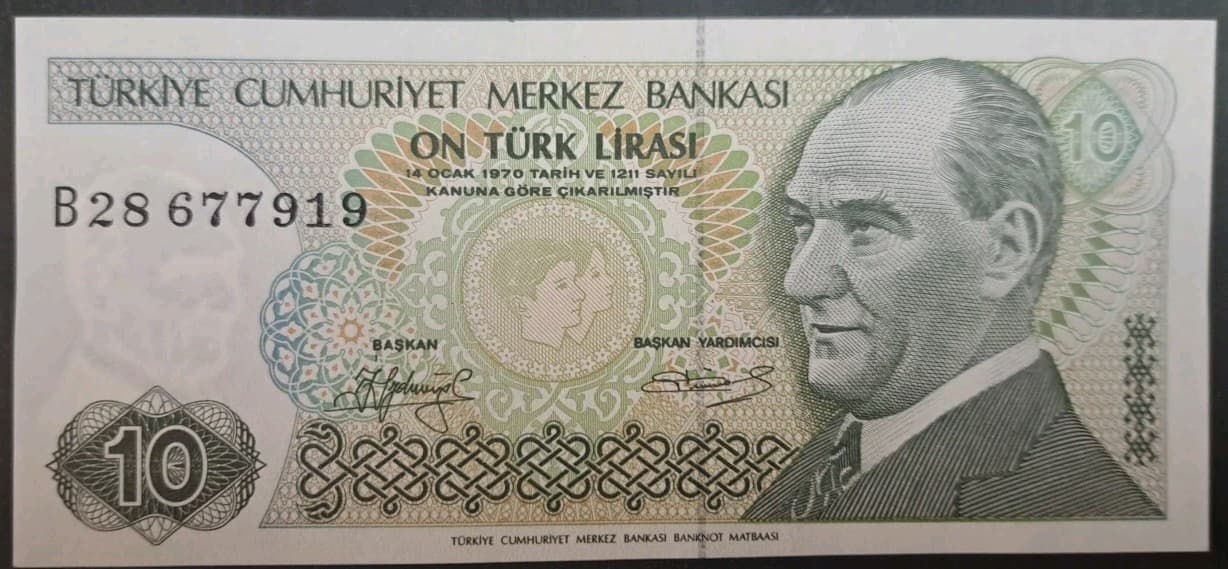 TÜRKİYE CUMHURİYET MERKEZ BANKASI
10
ON TÜRK LİRASI
14 OCAK 1970 TARİH VE 1211 SAYILI
KANUNA GÖRE ÇIKARILMIŞTIR
B28 677919
BAŞKAN
BAŞKAN YARDIMCISI
10
TÜRKİYE CUMHURİYET MERKEZ BANKASI BANKNOT MATBAASI